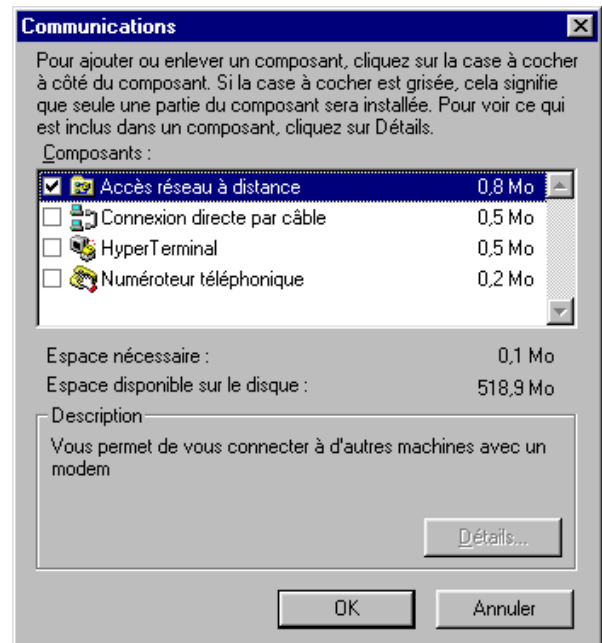 Communications
Pour ajouter ou enlever un composant, cliquez sur la case à cocher
à côté du composant. Si la case à cocher est grisée, cela signifie
que seule une partie du composant sera installée. Pour voir ce qui
est inclus dans un composant, cliquez sur Détails.
Composants :
Accès réseau à distance 0,8 Mo
Connexion directe par câble 0,5 Mo
HyperTerminal 0,5 Mo
Numéroteur téléphonique 0,2 Mo
Espace nécessaire : 0,1 Mo
Espace disponible sur le disque : 518,9 Mo
Description
Vous permet de vous connecter à d'autres machines avec un
modem
Détails...
OK Annuler